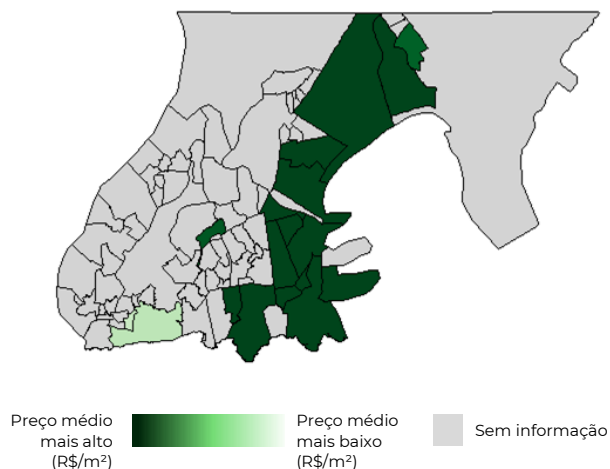 Preço médio
mais alto
(R$/m²)
Preço médio
mais baixo
(R$/m²)
Sem informação